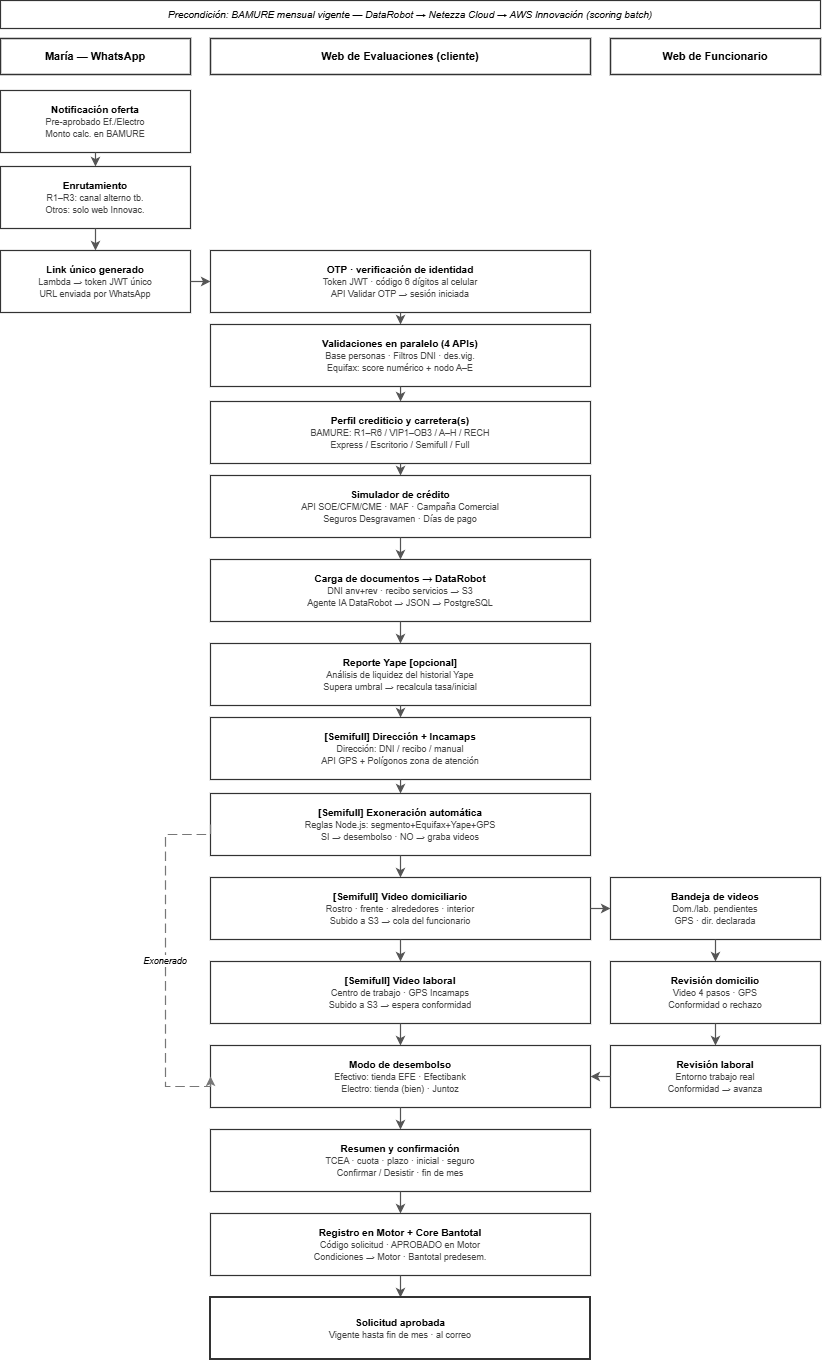 Precondición: BAMURE mensual vigente — DataRobot → Netezza Cloud → AWS Innovación (scoring batch)
María — WhatsApp
Web de Evaluaciones (cliente)
Web de Funcionario
Notificación oferta
Pre-aprobado Ef./Electro
Monto calc. en BAMURE
Enrutamiento
R1–R3: canal alterno tb.
Otros: solo web Innovac.
Link único generado
Lambda → token JWT único
URL enviada por WhatsApp
OTP · verificación de identidad
Token JWT · código 6 dígitos al celular
API Validar OTP → sesión iniciada
Validaciones en paralelo (4 APIs)
Base personas · Filtros DNI · des.vig.
Equifax: score numérico + nodo A–E
Perfil crediticio y carretera(s)
BAMURE: R1–R6 / VIP1–OB3 / A–H / RECH
Express / Escritorio / Semifull / Full
Simulador de crédito
API SOE/CFM/CME · MAF · Campaña Comercial
Seguros Desgravamen · Días de pago
Carga de documentos → DataRobot
DNI anv+rev · recibo servicios → S3
Agente IA DataRobot → JSON → PostgreSQL
Reporte Yape [opcional]
Análisis de liquidez del historial Yape
Supera umbral → recalcula tasa/inicial
[Semifull] Dirección + Incamaps
Dirección: DNI / recibo / manual
API GPS + Polígonos zona de atención
[Semifull] Exoneración automática
Reglas Node.js: segmento+Equifax+Yape+GPS
SI → desembolso · NO → graba videos
[Semifull] Video domiciliario
Rostro · frente · alrededores · interior
Subido a S3 → cola del funcionario
Bandeja de videos
Dom./lab. pendientes
GPS · dir. declarada
Exonerado
[Semifull] Video laboral
Centro de trabajo · GPS Incamaps
Subido a S3 → espera conformidad
Revisión domicilio
Video 4 pasos · GPS
Conformidad o rechazo
Modo de desembolso
Efectivo: tienda EFE · Efectibank
Electro: tienda (bien) · Juntoz
Revisión laboral
Entorno trabajo real
Conformidad → avanza
Resumen y confirmación
TCEA · cuota · plazo · inicial · seguro
Confirmar / Desistir · fin de mes
Registro en Motor + Core Bantotal
Código solicitud · APROBADO en Motor
Condiciones → Motor · Bantotal predesem.
Solicitud aprobada
Vigente hasta fin de mes · al correo